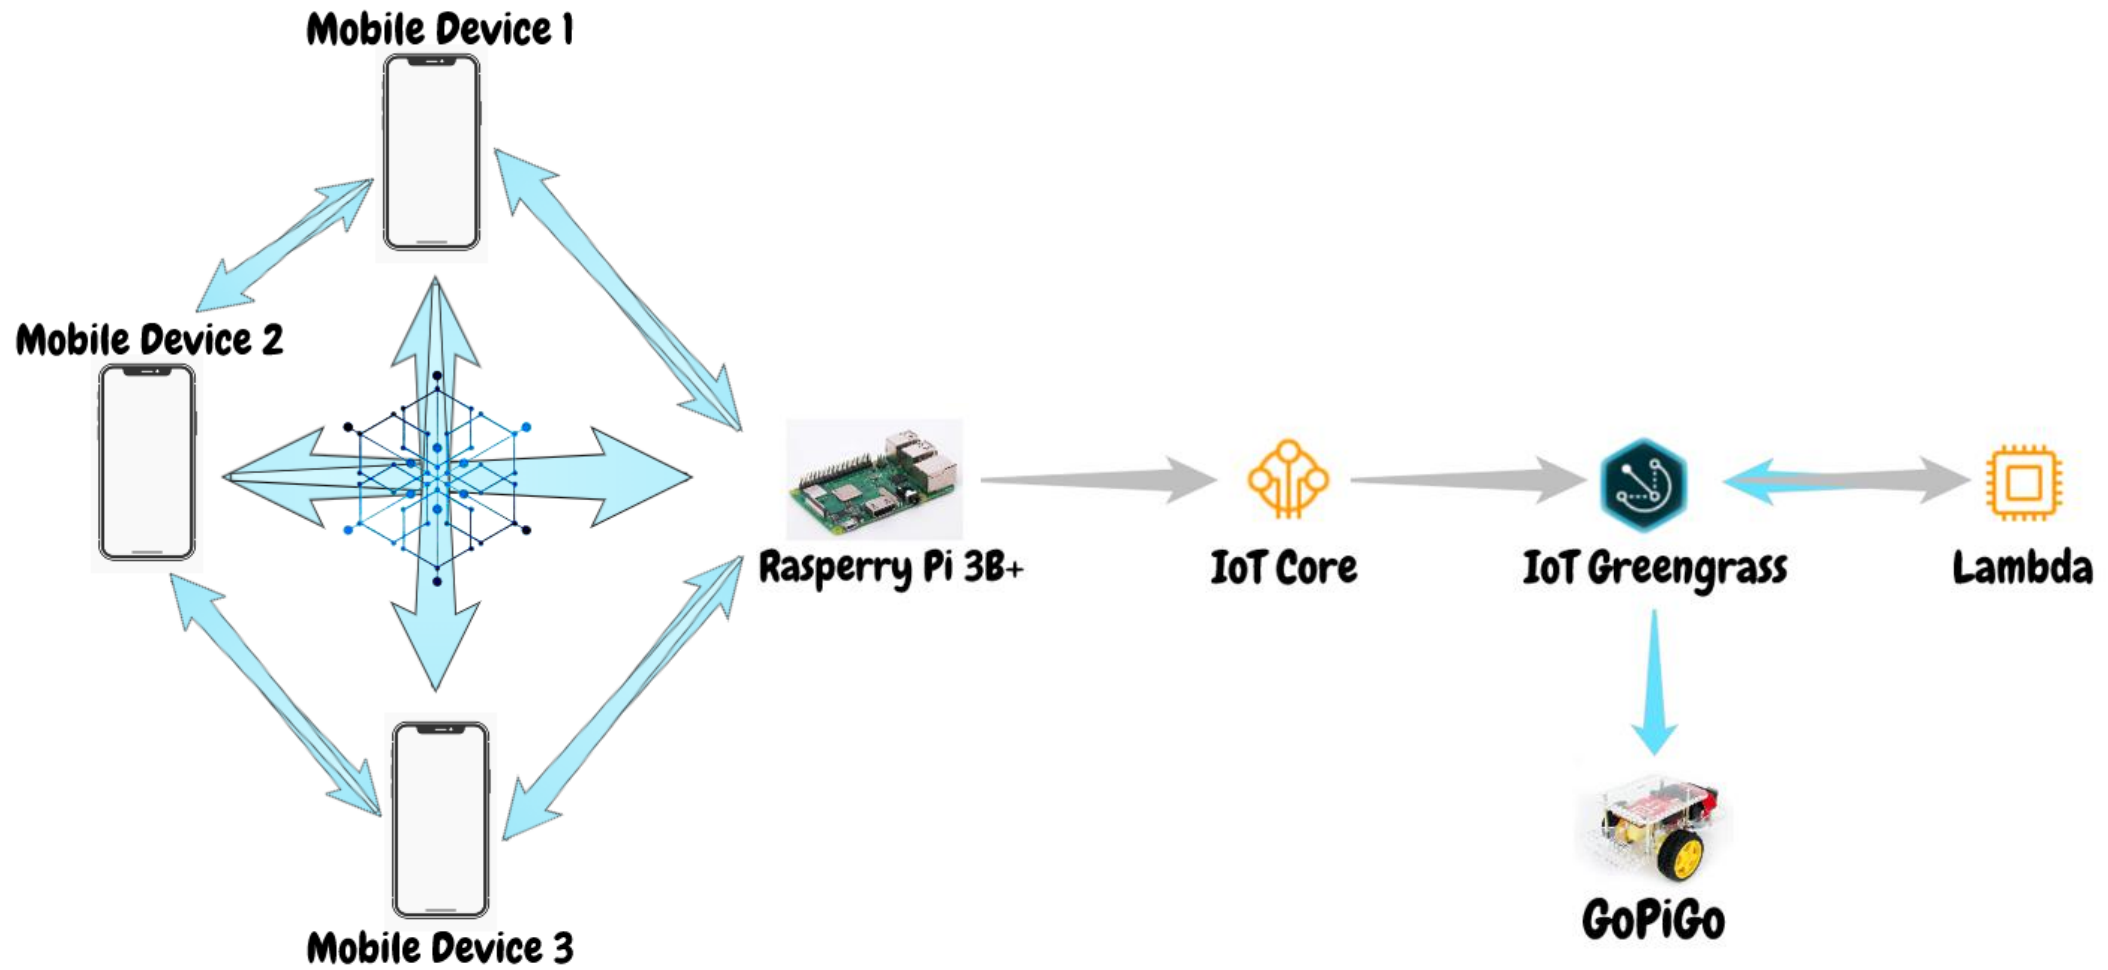 Mobile Device 1
Mobile Device 2
Rasperry Pi 3B+
IoT Core
IoT Greengrass
Lambda
GoPiGo
Mobile Device 3